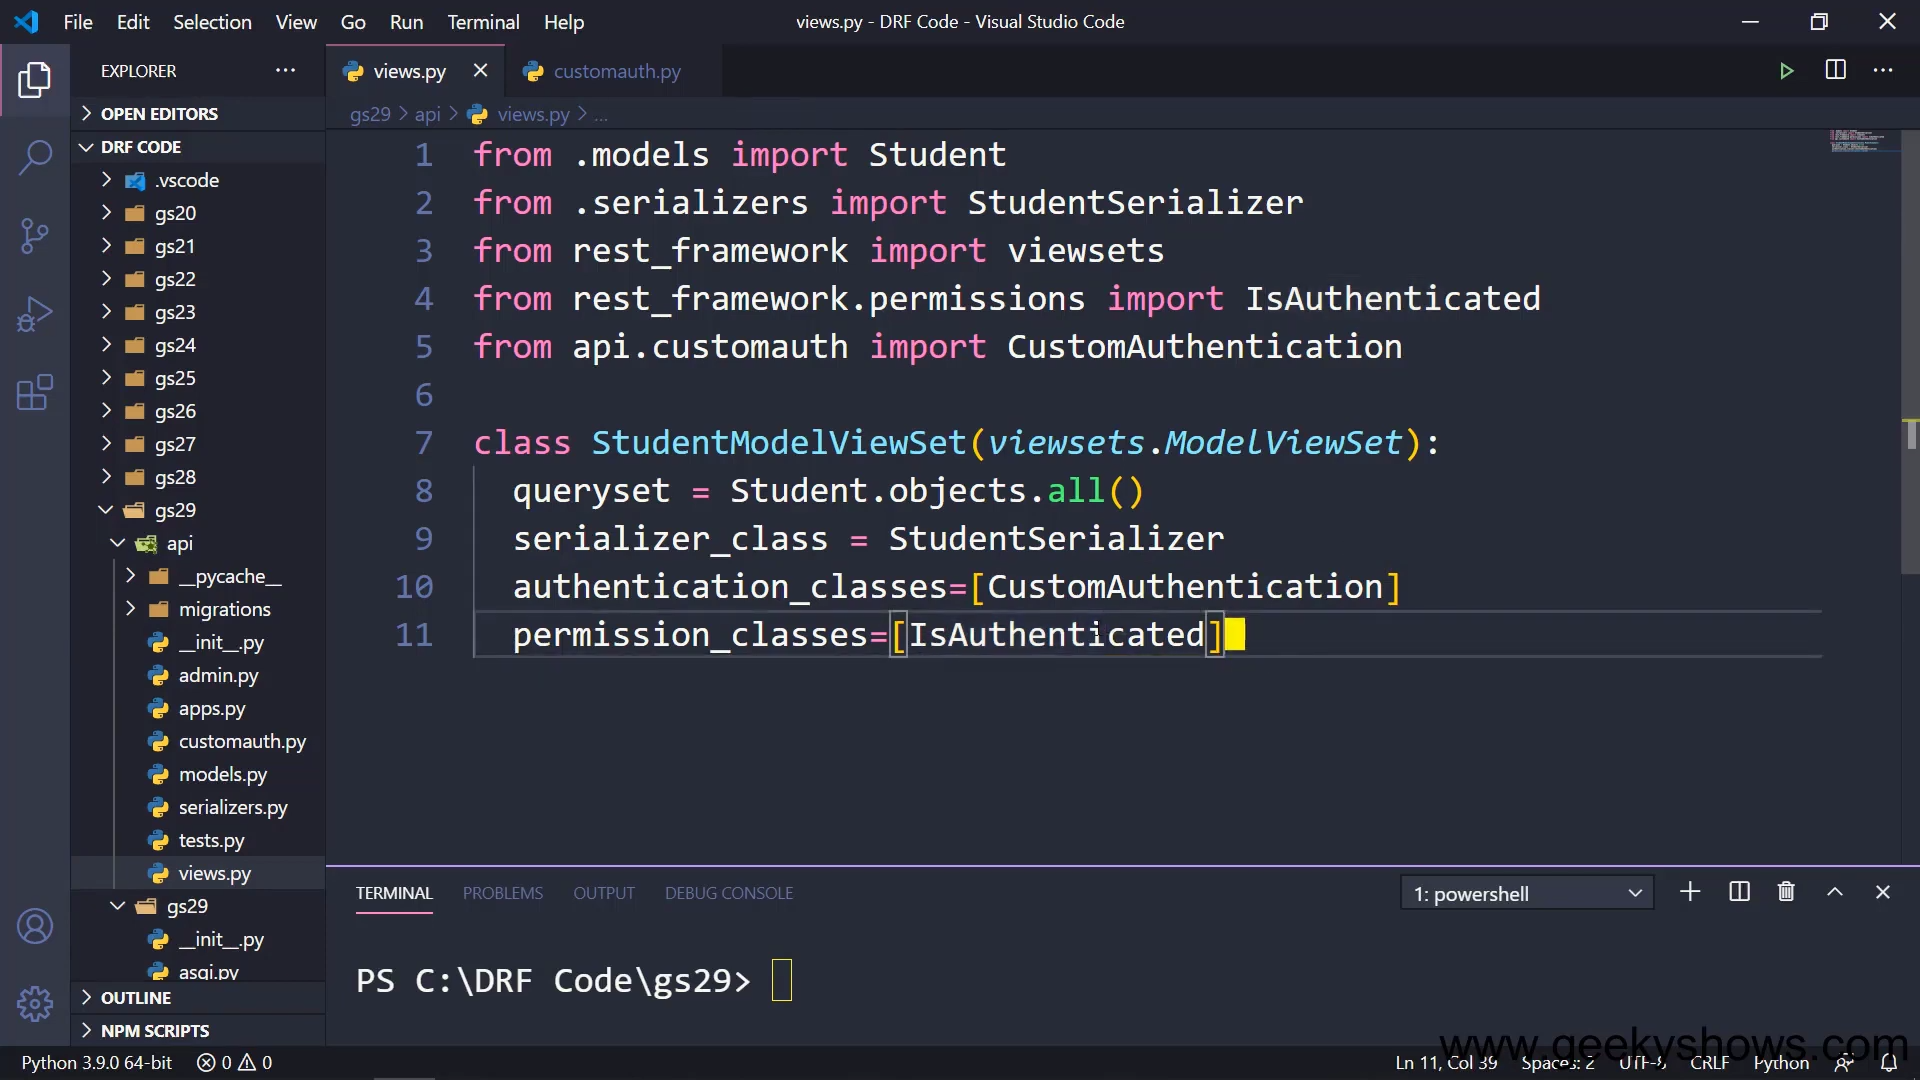 File Edit Selection View Go Run Terminal Help
views.py - DRF Code - Visual Studio Code
EXPLORER
OPEN EDITORS
DRF CODE
.vscode
gs20
gs21
gs22
gs23
gs24
gs25
gs26
gs27
gs28
gs29
api
__pycache__
migrations
__init__.py
admin.py
apps.py
customauth.py
models.py
serializers.py
tests.py
views.py
gs29
__init__.py
asgi.py
OUTLINE
NPM SCRIPTS
views.py customauth.py
gs29 > api > views.py > ...
1 from .models import Student
2 from .serializers import StudentSerializer
3 from rest_framework import viewsets
4 from rest_framework.permissions import IsAuthenticated
5 from api.customauth import CustomAuthentication
6
7 class StudentModelViewSet(viewsets.ModelViewSet):
8 queryset = Student.objects.all()
9 serializer_class = StudentSerializer
10 authentication_classes=[CustomAuthentication]
11 permission_classes=[IsAuthenticated]
TERMINAL PROBLEMS OUTPUT DEBUG CONSOLE
1: powershell
PS C:\DRF Code\gs29>
www.geekyshows.com
Python 3.9.0 64-bit 0 0
Ln 11, Col 39 Spaces: 2 UTF-8 CRLF Python